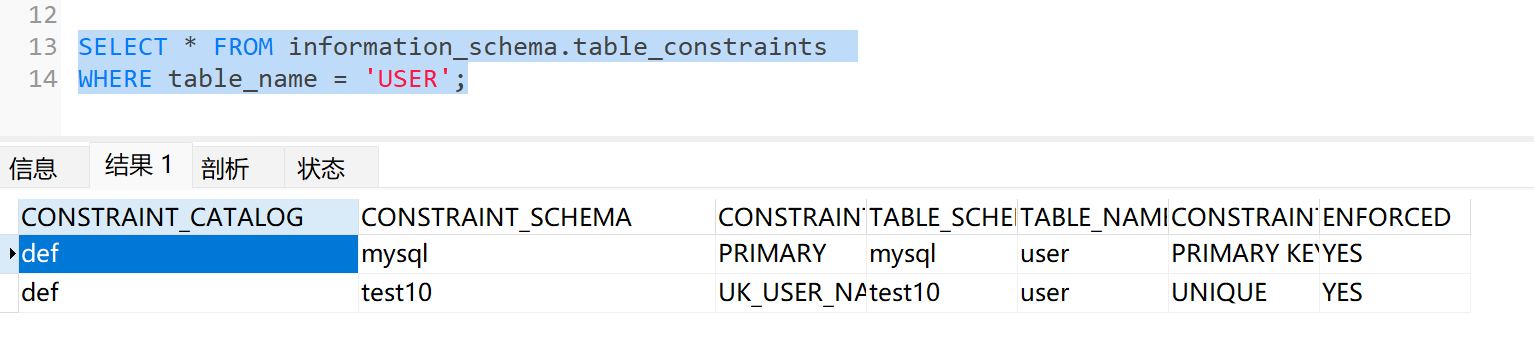 12
13 SELECT * FROM information_schema.table_constraints
14 WHERE table_name = 'USER';
信息 结果 1 剖析 状态
CONSTRAINT_CATALOG CONSTRAINT_SCHEMA CONSTRAINT TABLE_SCHE TABLE_NAM CONSTRAINT ENFORCED
def mysql PRIMARY mysql user PRIMARY KEY YES
def test10 UK_USER_NA test10 user UNIQUE YES